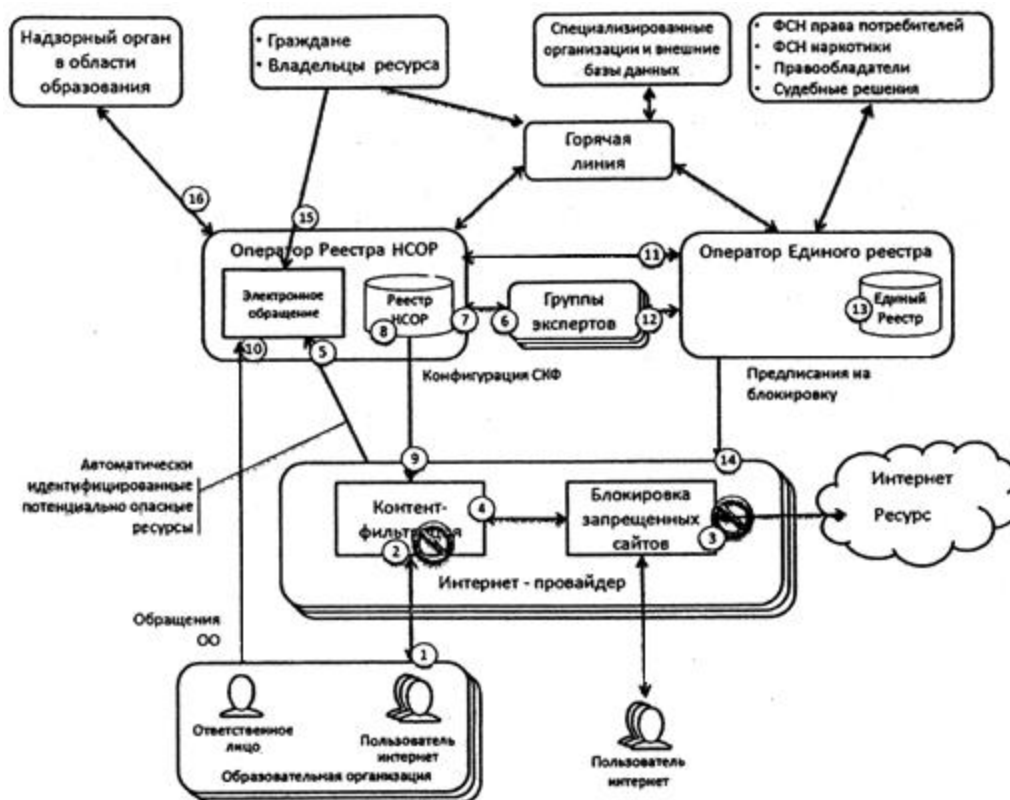 Надзорный орган
в области
образования
• Граждане
• Владельцы ресурса
Специализированные
организации и внешние
базы данных
• ФСН права потребителей
• ФСН наркотики
• Правообладатели
• Судебные решения
Горячая
линия
16
15
Оператор Реестра НСОР
Электронное
обращение
Реестр
НСОР
8
7
6
Группы
экспертов
12
11
Оператор Единого реестра
13
Единый
Реестр
10
5
Конфигурация СКФ
Предписания на
блокировку
9
14
Автоматически
идентифицированные
потенциально опасные
ресурсы
Контент-
фильтрация
2
4
Блокировка
запрещенных
сайтов
3
Интернет
Ресурс
Интернет - провайдер
Обращения
ОО
1
Ответственное
лицо
Пользователь
интернет
Образовательная организация
Пользователь
интернет